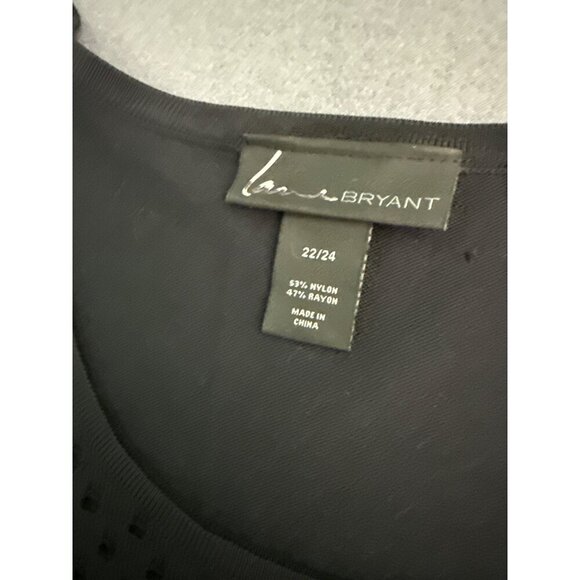 Lane BRYANT
22/24
53% NYLON
47% RAYON
MADE IN
CHINA